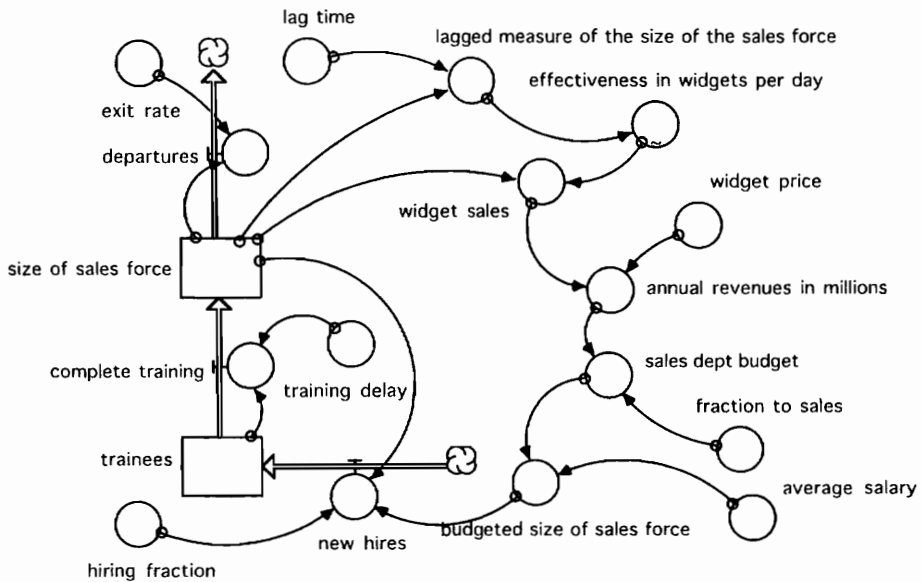 lag time
lagged measure of the size of the sales force
effectiveness in widgets per day
exit rate
departures
widget price
widget sales
size of sales force
annual revenues in millions
sales dept budget
complete training
training delay
fraction to sales
trainees
average salary
budgeted size of sales force
new hires
hiring fraction